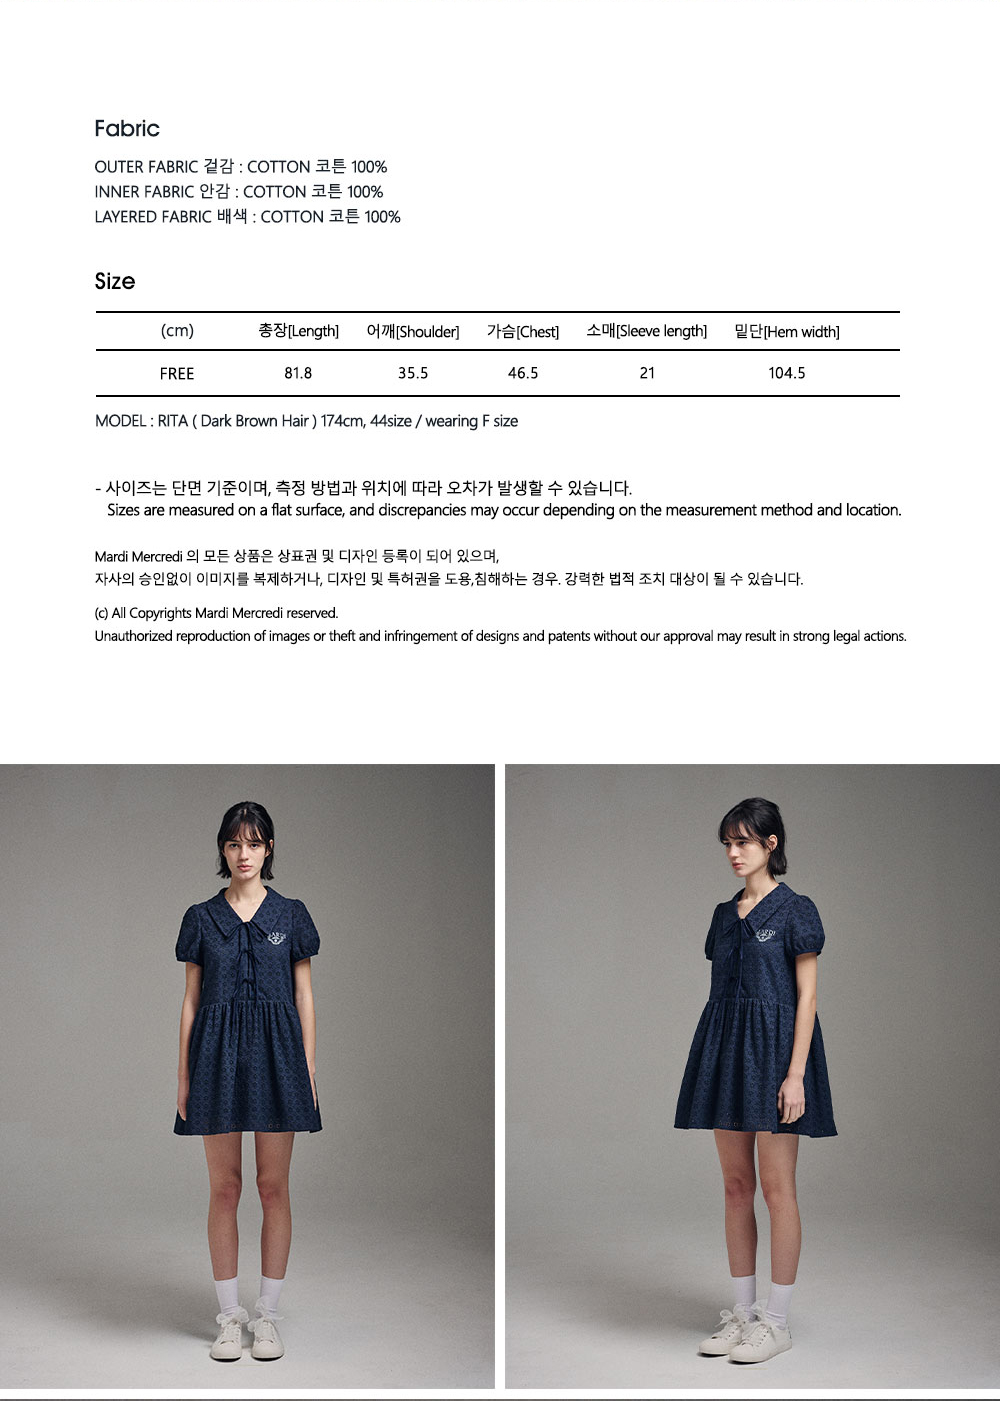 Fabric
OUTER FABRIC 겉감 : COTTON 코튼 100%
INNER FABRIC 안감 : COTTON 코튼 100%
LAYERED FABRIC 배색 : COTTON 코튼 100%
Size
(cm) 총장[Length] 어깨[Shoulder] 가슴[Chest] 소매[Sleeve length] 밑단[Hem width]
FREE 81.8 35.5 46.5 21 104.5
MODEL : RITA ( Dark Brown Hair ) 174cm, 44size / wearing F size
- 사이즈는 단면 기준이며, 측정 방법과 위치에 따라 오차가 발생할 수 있습니다.
Sizes are measured on a flat surface, and discrepancies may occur depending on the measurement method and location.
Mardi Mercredi 의 모든 상품은 상표권 및 디자인 등록이 되어 있으며,
자사의 승인없이 이미지를 복제하거나, 디자인 및 특허권을 도용,침해하는 경우. 강력한 법적 조치 대상이 될 수 있습니다.
(c) All Copyrights Mardi Mercredi reserved.
Unauthorized reproduction of images or theft and infringement of designs and patents without our approval may result in strong legal actions.
MARDI
MARDI